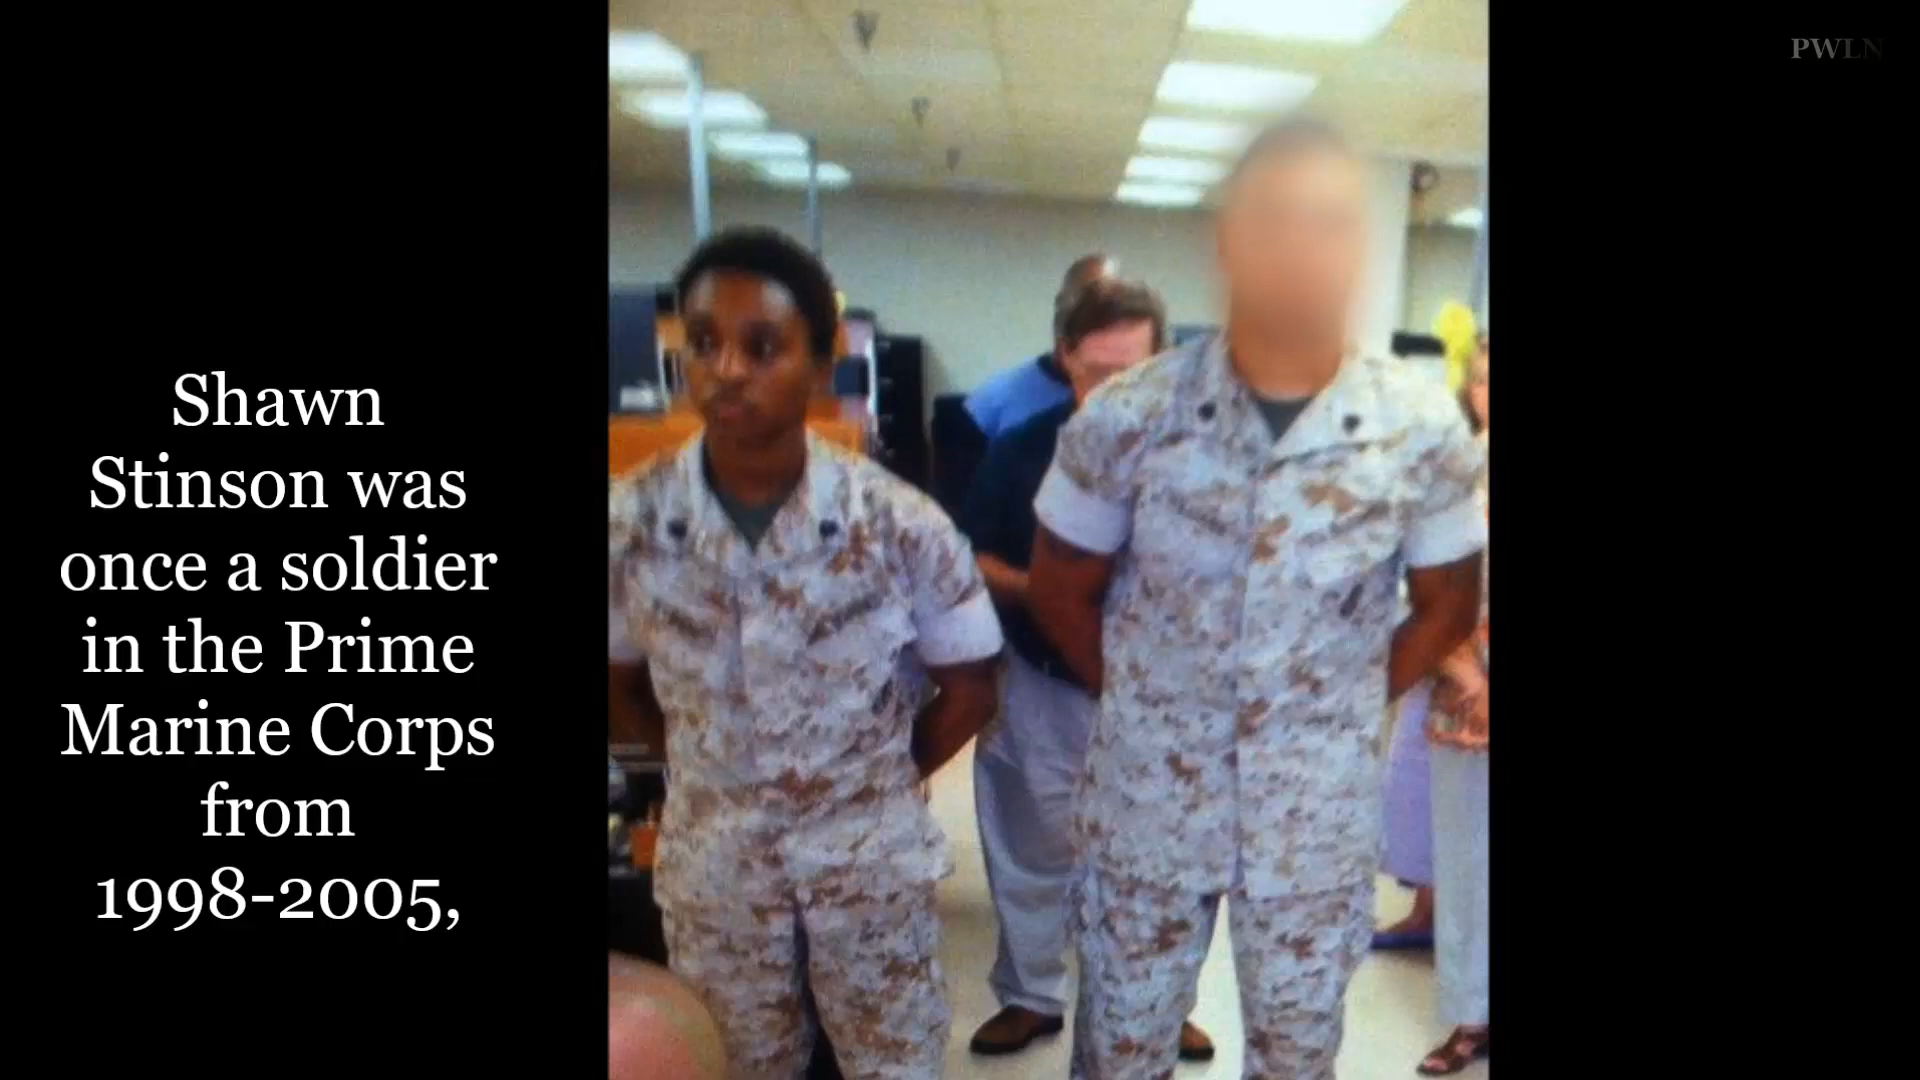 PWLN
Shawn
Stinson was
once a soldier
in the Prime
Marine Corps
from
1998-2005,